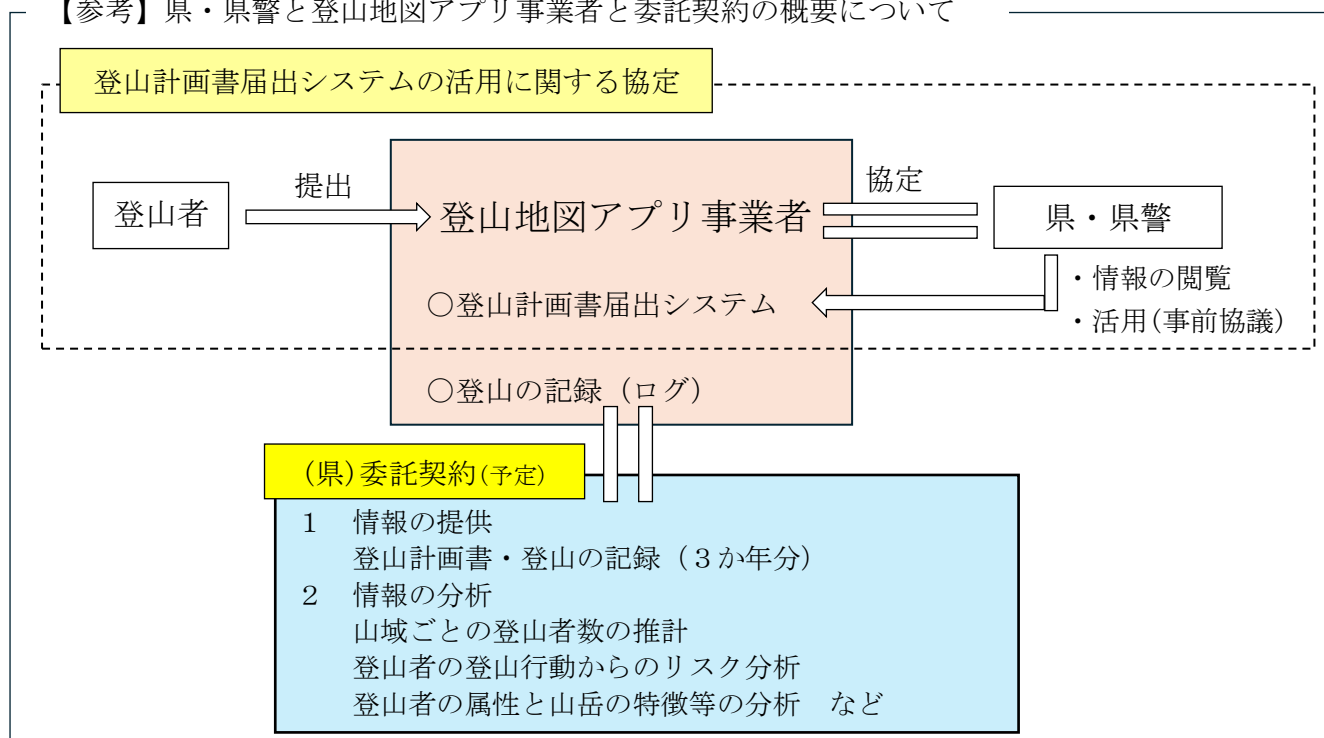 【参考】県・県警と登山地図アプリ事業者と委託契約の概要について
登山計画書届出システムの活用に関する協定
登山者
提出
登山地図アプリ事業者
協定
県・県警
・情報の閲覧
・活用(事前協議)
○登山計画書届出システム
○登山の記録（ログ）
(県)委託契約(予定)
1 情報の提供
登山計画書・登山の記録（３か年分）
2 情報の分析
山域ごとの登山者数の推計
登山者の登山行動からのリスク分析
登山者の属性と山岳の特徴等の分析　など